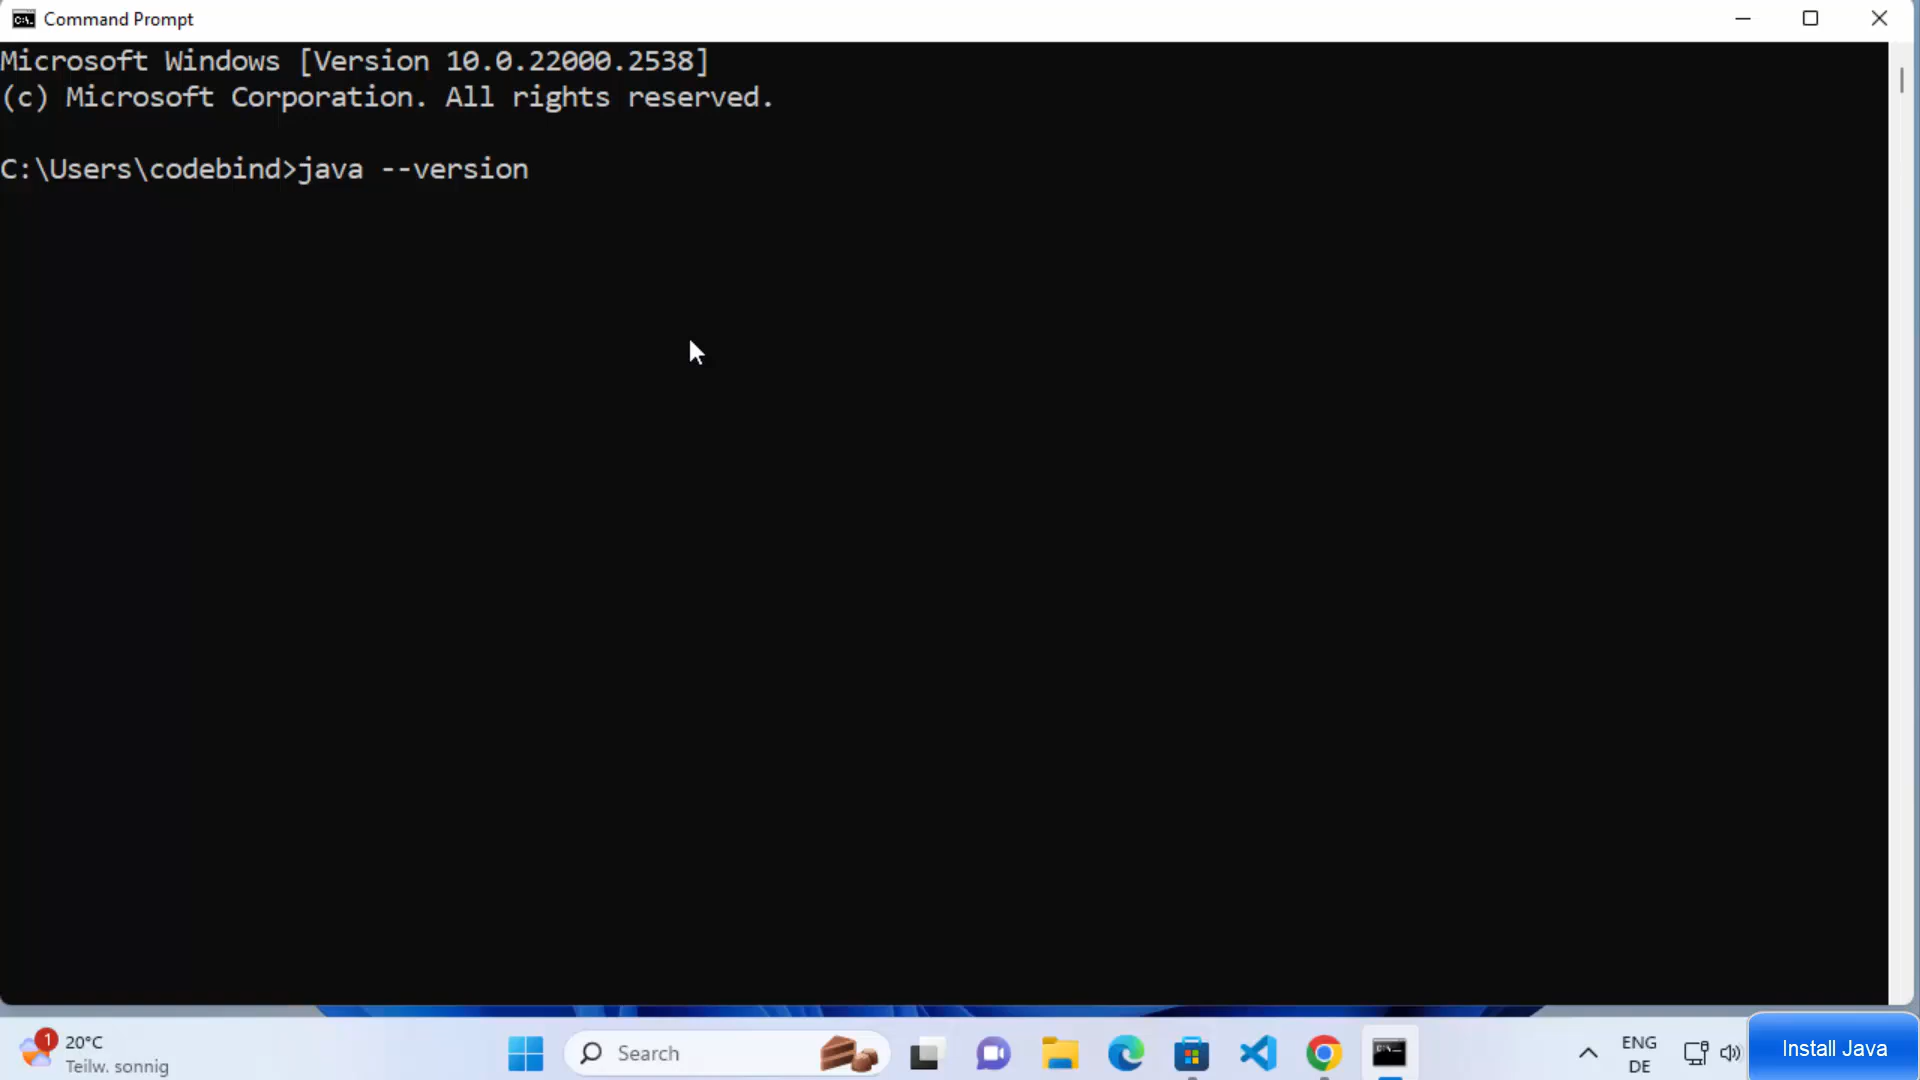 Command Prompt
Microsoft Windows [Version 10.0.22000.2538]
(c) Microsoft Corporation. All rights reserved.
C:\Users\codebind>java --version
1
20°C
Teilw. sonnig
Search
ENG
DE
Install Java